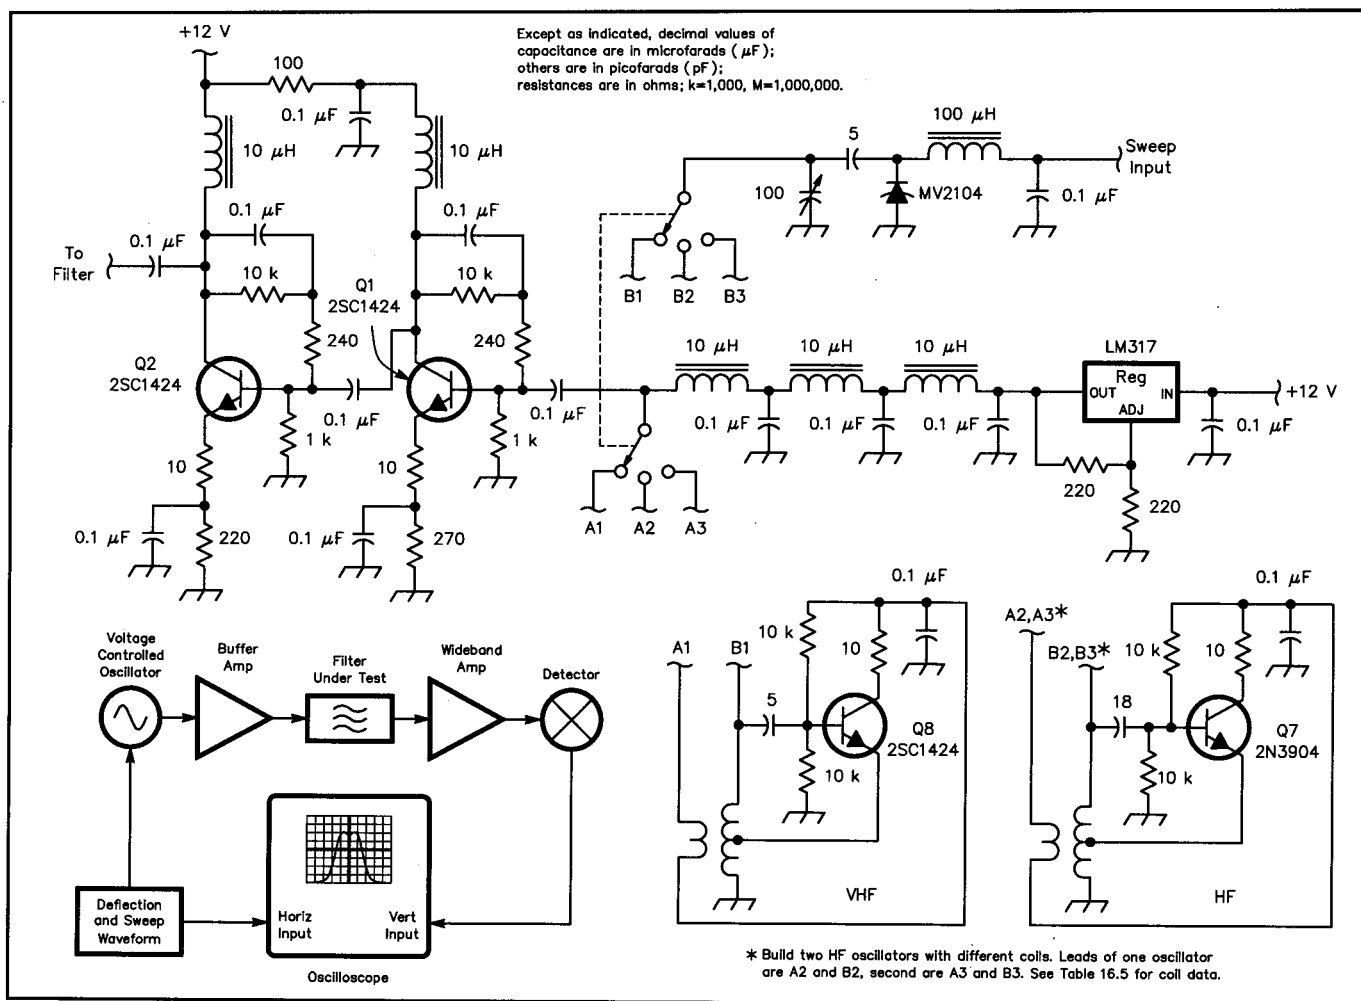 +12 V
Except as indicated, decimal values of
capacitance are in microfarads (μF);
others are in picofarads (pF);
resistances are in ohms; k=1,000, M=1,000,000.
100
0.1 μF
10 μH
10 μH
100 μH
5
Sweep
Input
100
MV2104
0.1 μF
0.1 μF
0.1 μF
0.1 μF
To
Filter
10 k
10 k
Q1
2SC1424
B1
B2
B3
240
240
10 μH
10 μH
10 μH
LM317
Reg
OUT
IN
ADJ
+12 V
Q2
2SC1424
0.1 μF
0.1 μF
0.1 μF
0.1 μF
0.1 μF
0.1 μF
1 k
1 k
10
10
220
220
A1
A2
A3
0.1 μF
220
0.1 μF
270
0.1 μF
0.1 μF
A1
B1
10 k
10
5
Q8
2SC1424
10 k
VHF
A2,A3*
B2,B3*
10 k
10
18
Q7
2N3904
10 k
HF
Voltage
Controlled
Oscillator
Buffer
Amp
Filter
Under Test
Wideband
Amp
Detector
Deflection
and Sweep
Waveform
Horiz
Input
Vert
Input
Oscilloscope
* Build two HF oscillators with different coils. Leads of one oscillator
are A2 and B2, second are A3 and B3. See Table 16.5 for coil data.